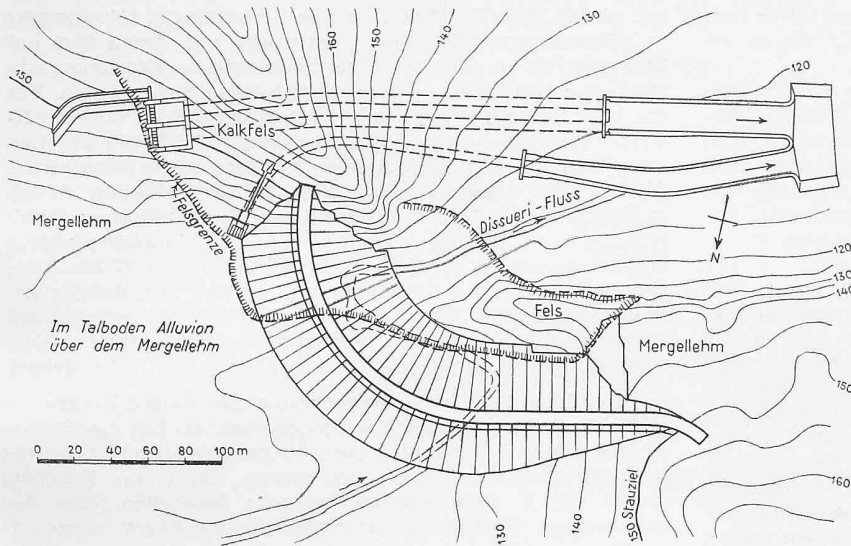 160
150
140
130
150
120
Kalkfels
Felsgrenze
Mergellehm
Dissueri-Fluss
N
120
130
140
Fels
Im Talboden Alluvion
über dem Mergellehm
Mergellehm
150
0 20 40 60 80 100 m
130
140
150 Stauziel
160